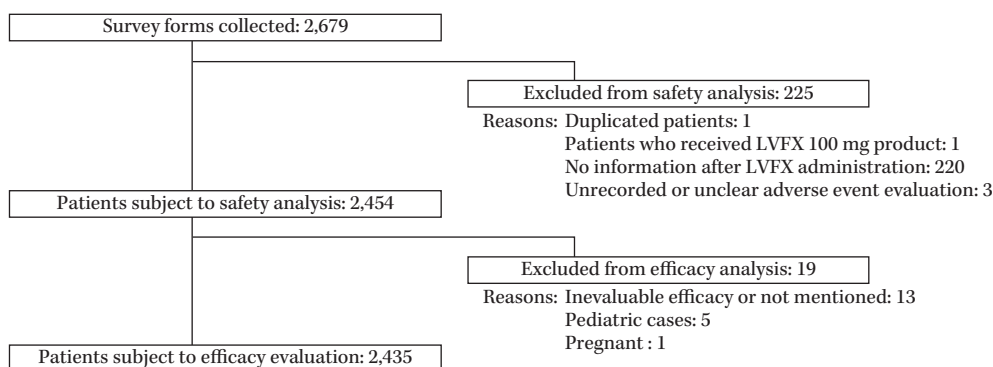 Survey forms collected: 2,679
Excluded from safety analysis: 225
Reasons: Duplicated patients: 1
Patients who received LVFX 100 mg product: 1
No information after LVFX administration: 220
Unrecorded or unclear adverse event evaluation: 3
Patients subject to safety analysis: 2,454
Excluded from efficacy analysis: 19
Reasons: Inevaluable efficacy or not mentioned: 13
Pediatric cases: 5
Pregnant : 1
Patients subject to efficacy evaluation: 2,435